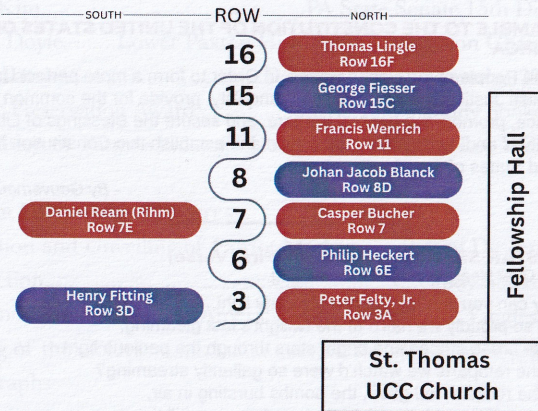 SOUTH ROW NORTH
16 Thomas Lingle
Row 16F
15 George Fiesser
Row 15C
11 Francis Wenrich
Row 11
8 Johan Jacob Blanck
Row 8D
Daniel Ream (Rihm)
Row 7E
7 Casper Bucher
Row 7
6 Philip Heckert
Row 6E
Henry Fitting
Row 3D
3 Peter Felty, Jr.
Row 3A
Fellowship Hall
St. Thomas
UCC Church